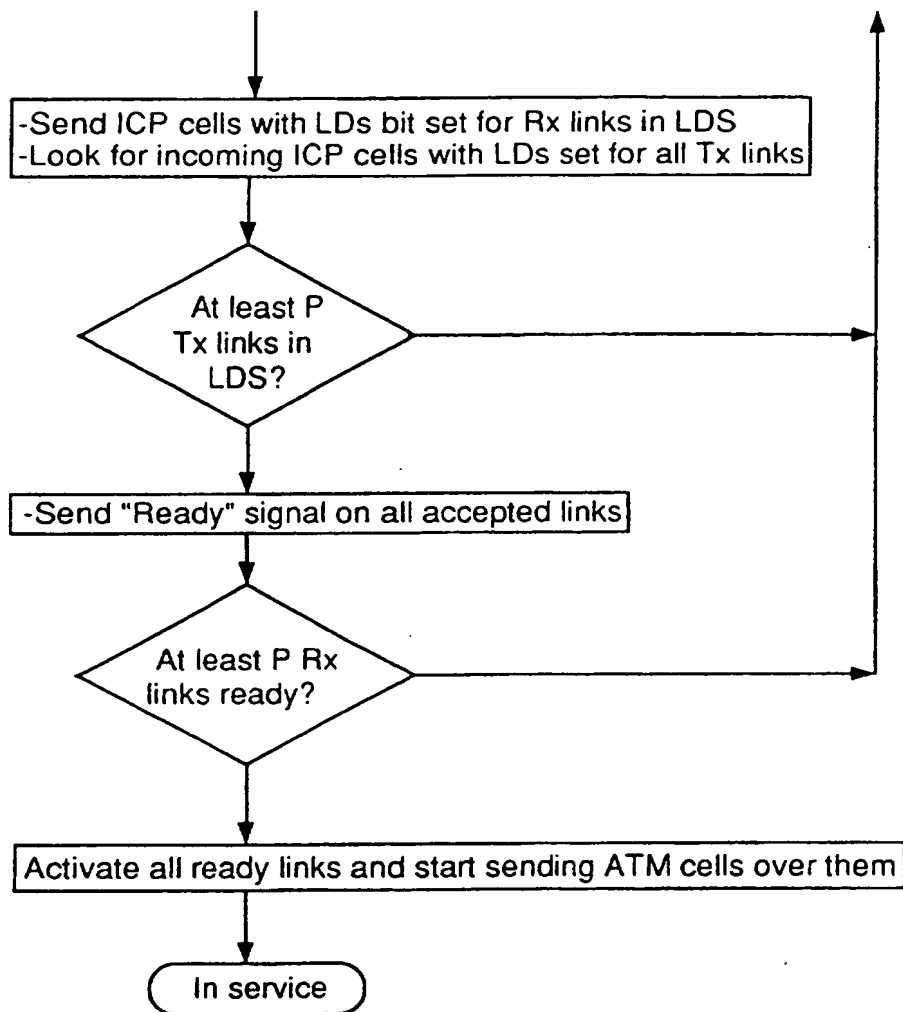 -Send ICP cells with LDs bit set for Rx links in LDS
-Look for incoming ICP cells with LDs set for all Tx links
At least P
Tx links in
LDS?
-Send "Ready" signal on all accepted links
At least P Rx
links ready?
Activate all ready links and start sending ATM cells over them
In service